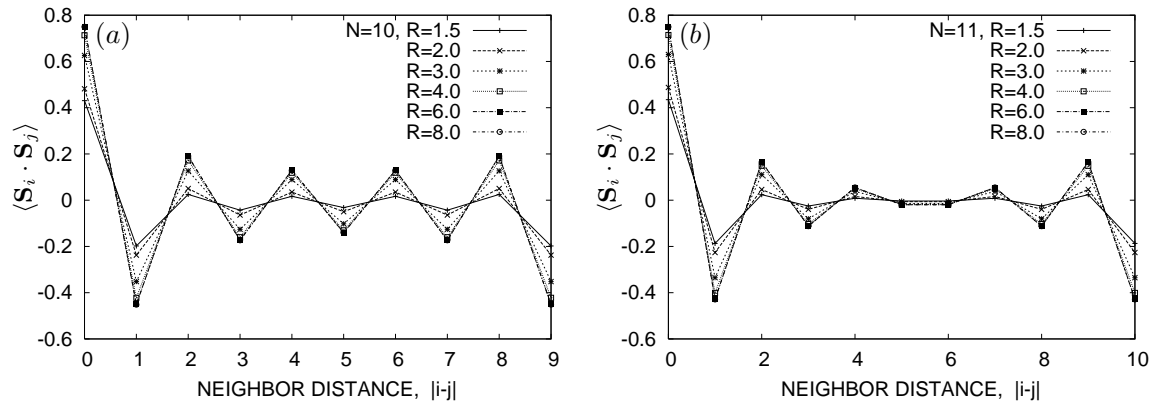 (a)
N=10, R=1.5
R=2.0
R=3.0
R=4.0
R=6.0
R=8.0
0.8
0.6
0.4
0.2
0
-0.2
-0.4
-0.6
⟨S_i · S_j⟩
0 1 2 3 4 5 6 7 8 9
NEIGHBOR DISTANCE, |i-j|
(b)
N=11, R=1.5
R=2.0
R=3.0
R=4.0
R=6.0
R=8.0
0.8
0.6
0.4
0.2
0
-0.2
-0.4
-0.6
⟨S_i · S_j⟩
0 2 4 6 8 10
NEIGHBOR DISTANCE, |i-j|